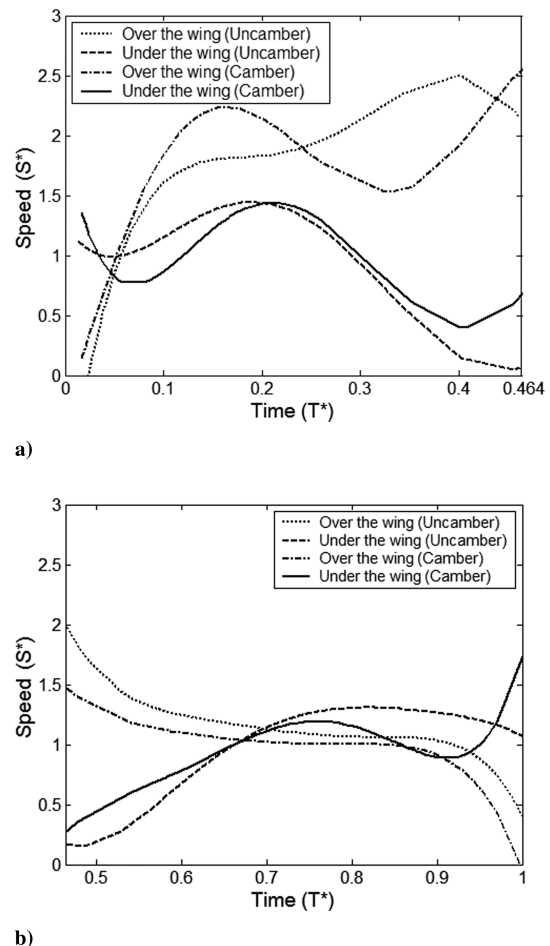 3
2.5
2
1.5
1
0.5
0
Speed (S*)
Over the wing (Uncamber)
Under the wing (Uncamber)
Over the wing (Camber)
Under the wing (Camber)
0 0.1 0.2 0.3 0.4 0.464
Time (T*)
a)
3
2.5
2
1.5
1
0.5
0
Speed (S*)
Over the wing (Uncamber)
Under the wing (Uncamber)
Over the wing (Camber)
Under the wing (Camber)
0.5 0.6 0.7 0.8 0.9 1
Time (T*)
b)